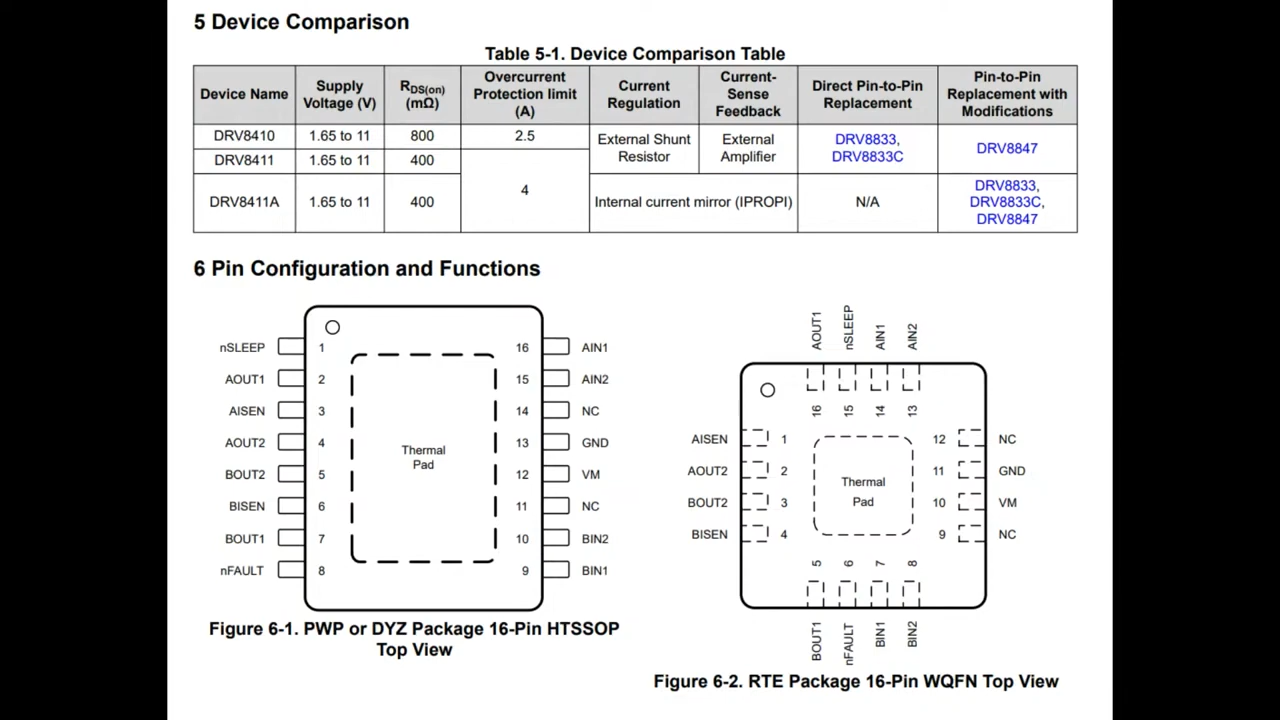 5 Device Comparison
Table 5-1. Device Comparison Table
Device Name
Supply
Voltage (V)
RDS(on)
(mΩ)
Overcurrent
Protection limit
(A)
Current
Regulation
Current-
Sense
Feedback
Direct Pin-to-Pin
Replacement
Pin-to-Pin
Replacement with
Modifications
DRV8410
1.65 to 11
800
2.5
External Shunt
Resistor
External
Amplifier
DRV8833,
DRV8833C
DRV8847
DRV8411
1.65 to 11
400
4
DRV8411A
1.65 to 11
400
Internal current mirror (IPROPI)
N/A
DRV8833,
DRV8833C,
DRV8847
6 Pin Configuration and Functions
nSLEEP 1 16 AIN1
AOUT1 2 15 AIN2
AISEN 3 14 NC
AOUT2 4 13 GND
BOUT2 5 12 VM
BISEN 6 11 NC
BOUT1 7 10 BIN2
nFAULT 8 9 BIN1
Thermal
Pad
Figure 6-1. PWP or DYZ Package 16-Pin HTSSOP
Top View
AOUT1 nSLEEP AIN1 AIN2
16 15 14 13
AISEN 1 12 NC
AOUT2 2 11 GND
BOUT2 3 10 VM
BISEN 4 9 NC
Thermal
Pad
5 6 7 8
BOUT1 nFAULT BIN1 BIN2
Figure 6-2. RTE Package 16-Pin WQFN Top View